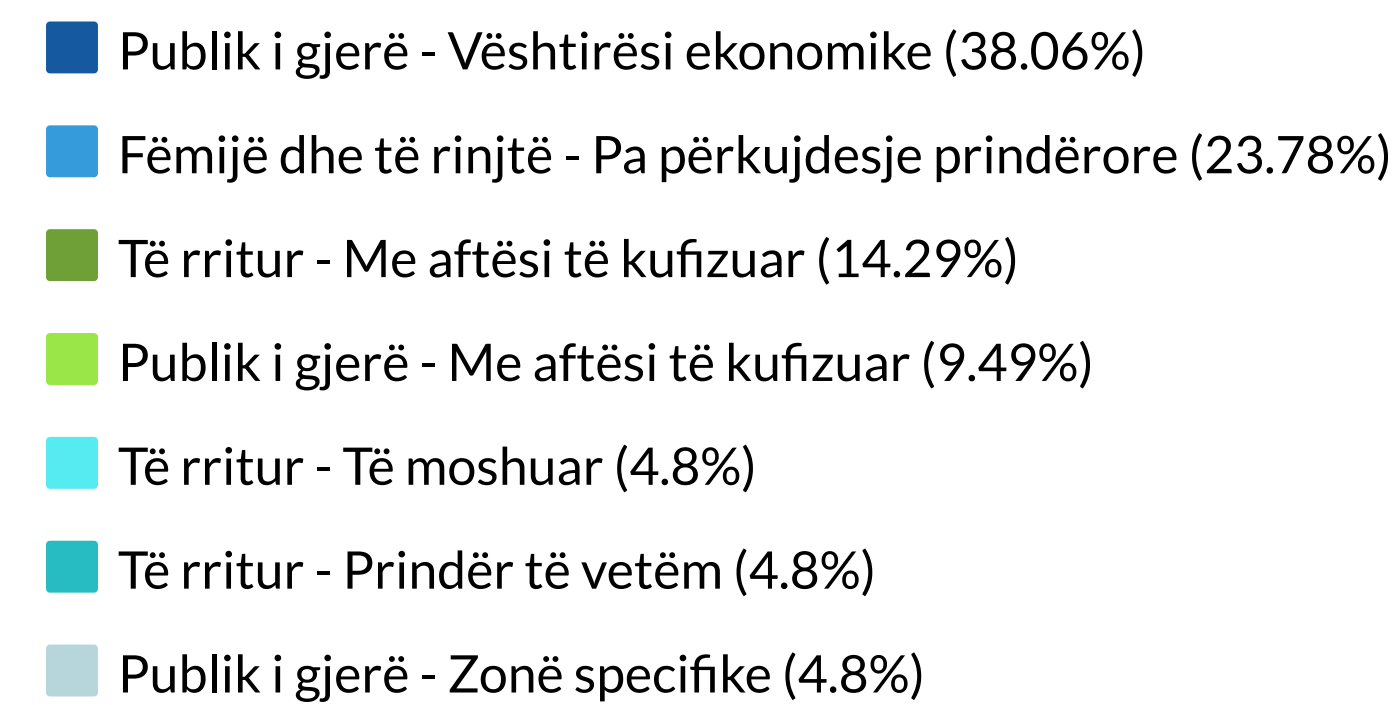 Publik i gjerë - Vështirësi ekonomike (38.06%)
Fëmijë dhe të rinjtë - Pa përkujdesje prindërore (23.78%)
Të rritur - Me aftësi të kufizuar (14.29%)
Publik i gjerë - Me aftësi të kufizuar (9.49%)
Të rritur - Të moshuar (4.8%)
Të rritur - Prindër të vetëm (4.8%)
Publik i gjerë - Zonë specifike (4.8%)